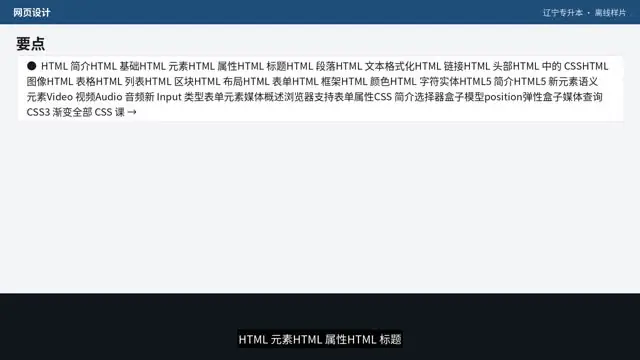 网页设计
辽宁专升本 · 离线样片
要点
● HTML 简介HTML 基础HTML 元素HTML 属性HTML 标题HTML 段落HTML 文本格式化HTML 链接HTML 头部HTML 中的 CSSHTML
图像HTML 表格HTML 列表HTML 区块HTML 布局HTML 表单HTML 框架HTML 颜色HTML 字符实体HTML5 简介HTML5 新元素语义
元素Video 视频Audio 音频新 Input 类型表单元素媒体概述浏览器支持表单属性CSS 简介选择器盒子模型position弹性盒子媒体查询
CSS3 渐变全部 CSS 课 →
HTML 元素HTML 属性HTML 标题